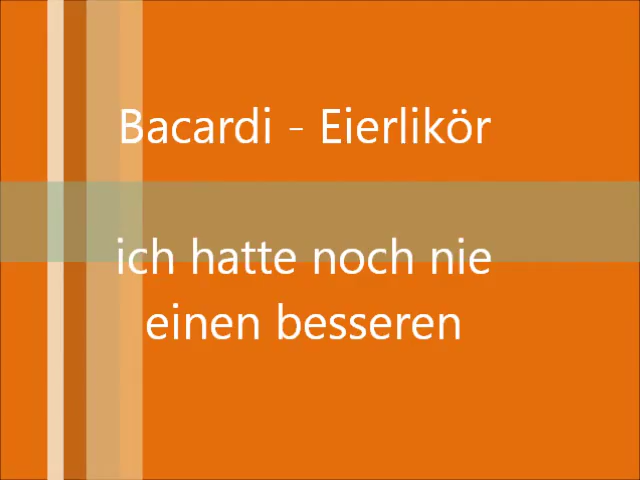 Bacardi - Eierlikör
ich hatte noch nie
einen besseren